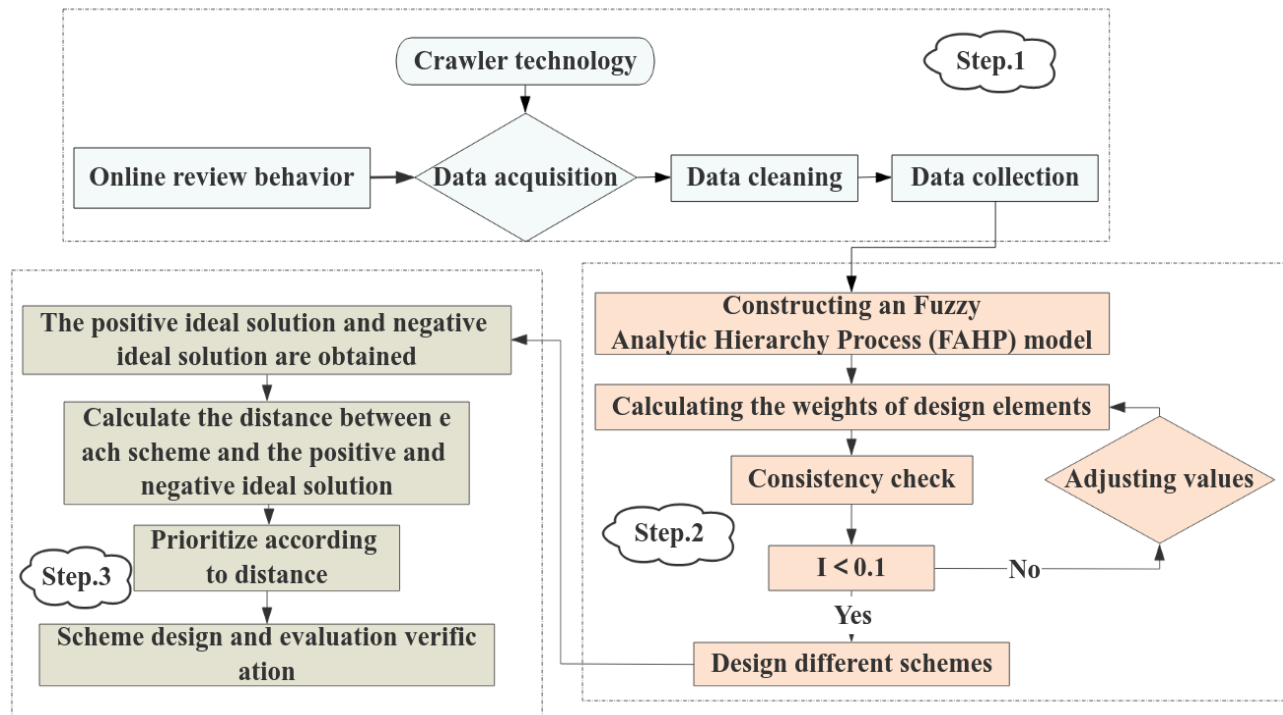 Crawler technology
Step.1
Online review behavior
Data acquisition
Data cleaning
Data collection
Constructing an Fuzzy
Analytic Hierarchy Process (FAHP) model
Calculating the weights of design elements
Consistency check
Adjusting values
Step.2
I < 0.1
No
Yes
Design different schemes
The positive ideal solution and negative
ideal solution are obtained
Calculate the distance between e
ach scheme and the positive and
negative ideal solution
Prioritize according
to distance
Step.3
Scheme design and evaluation verific
ation